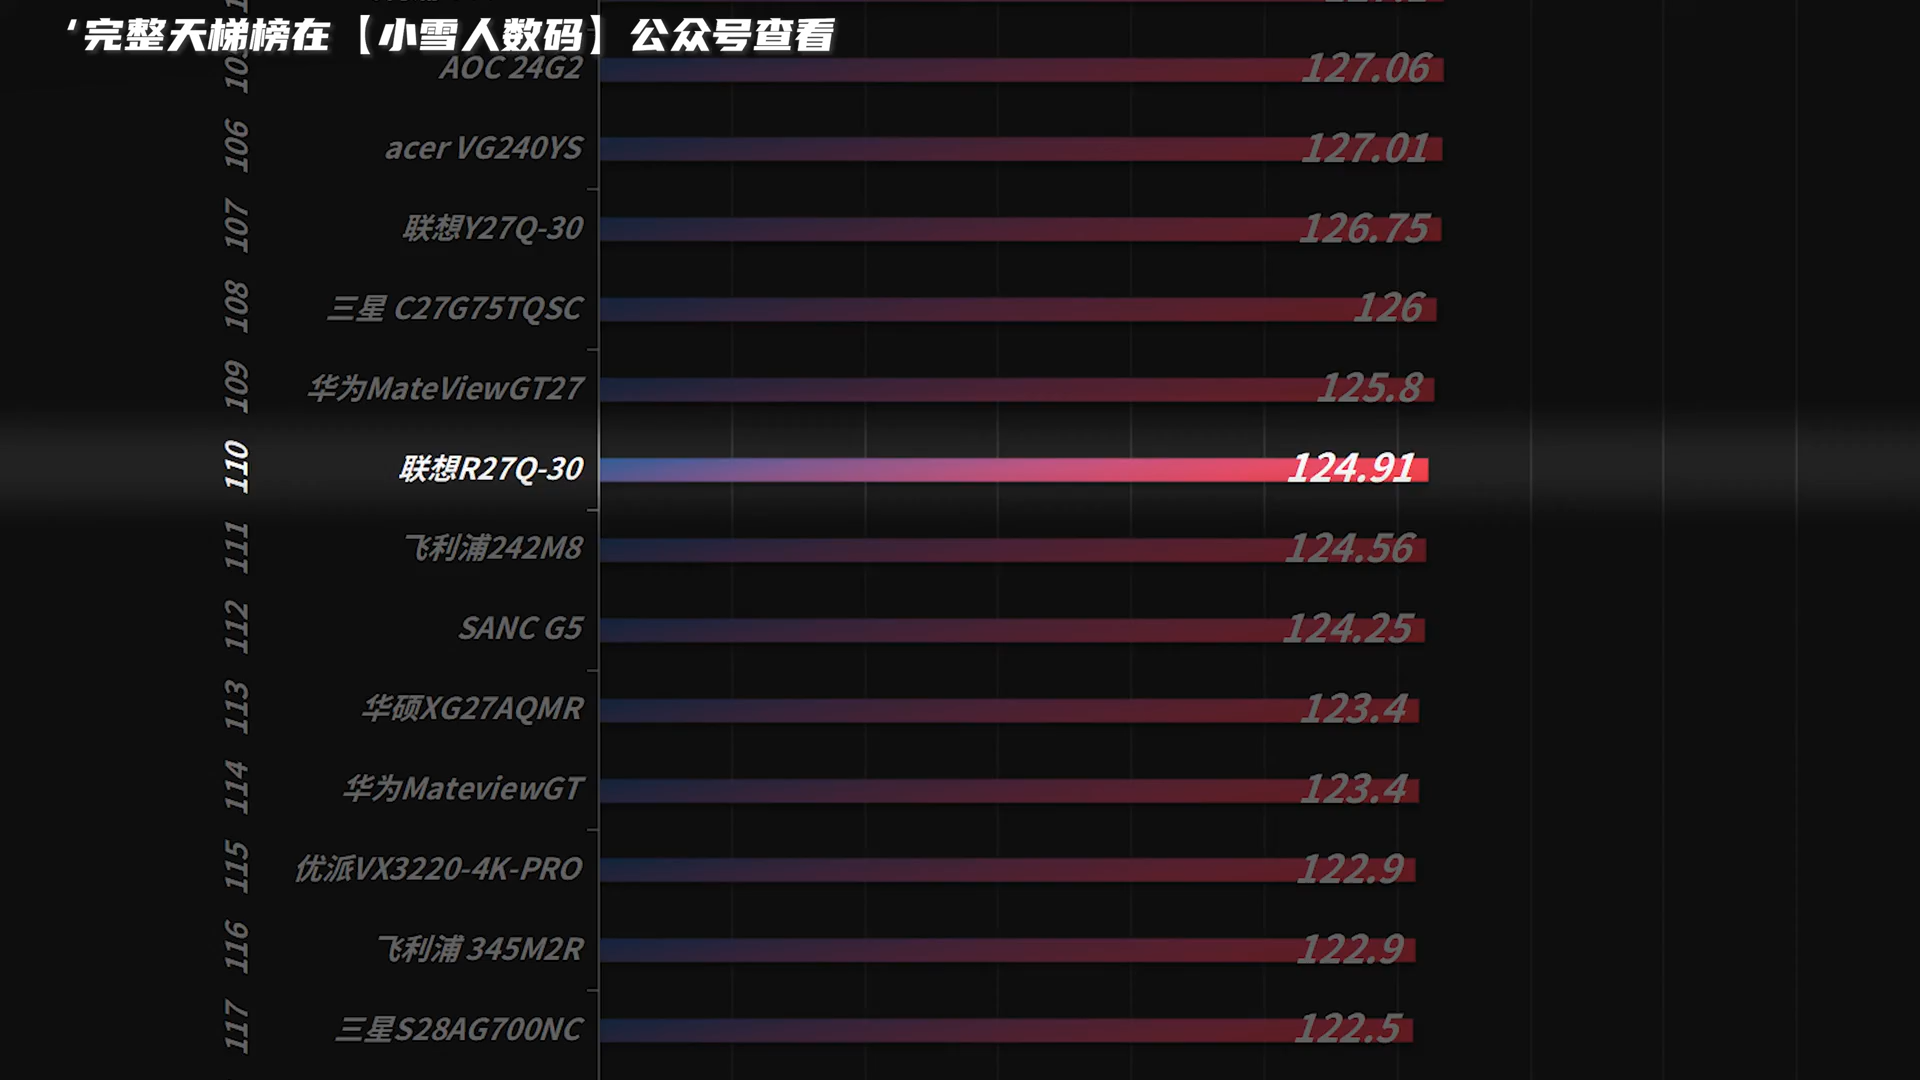 ‘完整天梯榜在【小雪人数码】公众号查看
105 AOC 24G2 127.06
106 acer VG240YS 127.01
107 联想Y27Q-30 126.75
108 三星 C27G75TQSC 126
109 华为MateViewGT27 125.8
110 联想R27Q-30 124.91
111 飞利浦242M8 124.56
112 SANC G5 124.25
113 华硕XG27AQMR 123.4
114 华为MateviewGT 123.4
115 优派VX3220-4K-PRO 122.9
116 飞利浦 345M2R 122.9
117 三星S28AG700NC 122.5